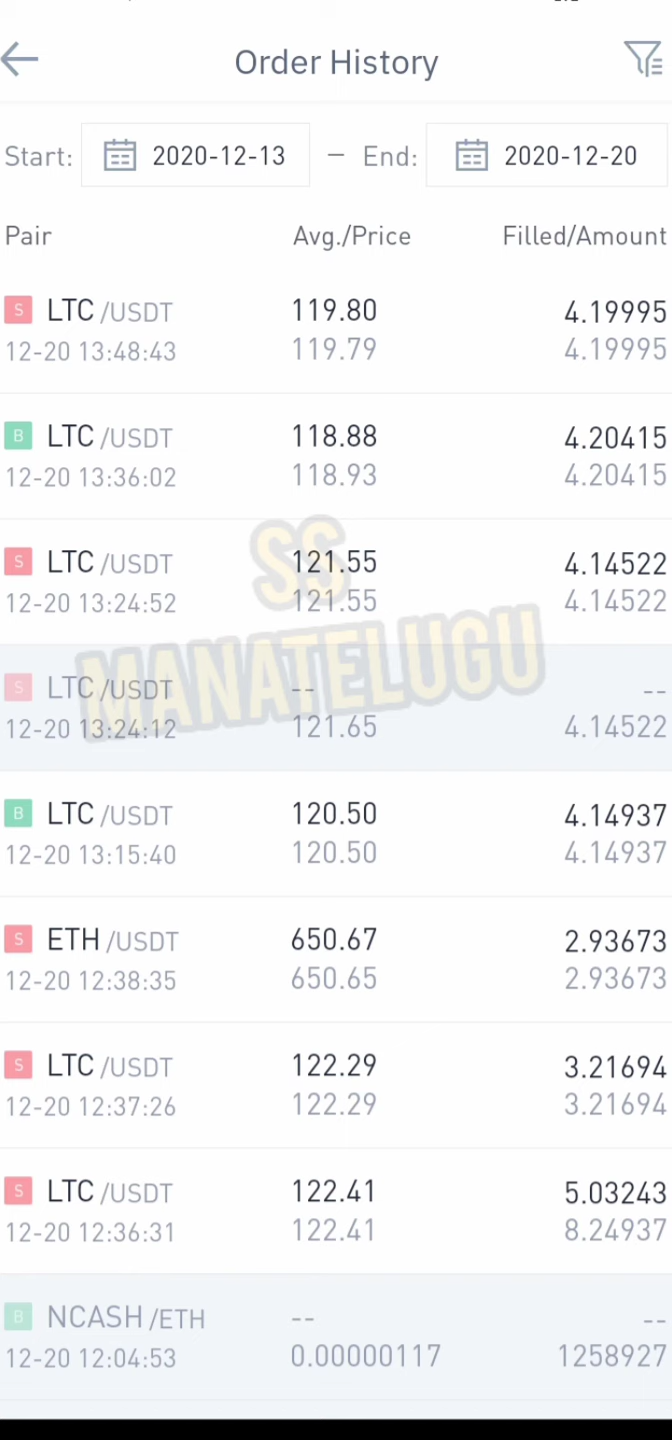 Order History
Start: 2020-12-13 – End: 2020-12-20
Pair Avg./Price Filled/Amount
S LTC /USDT 119.80 4.19995
12-20 13:48:43 119.79 4.19995
B LTC /USDT 118.88 4.20415
12-20 13:36:02 118.93 4.20415
S LTC /USDT 121.55 4.14522
12-20 13:24:52 121.55 4.14522
SS
MANATELUGU
S LTC /USDT -- --
12-20 13:24:12 121.65 4.14522
B LTC /USDT 120.50 4.14937
12-20 13:15:40 120.50 4.14937
S ETH /USDT 650.67 2.93673
12-20 12:38:35 650.65 2.93673
S LTC /USDT 122.29 3.21694
12-20 12:37:26 122.29 3.21694
S LTC /USDT 122.41 5.03243
12-20 12:36:31 122.41 8.24937
B NCASH /ETH -- --
12-20 12:04:53 0.00000117 1258927